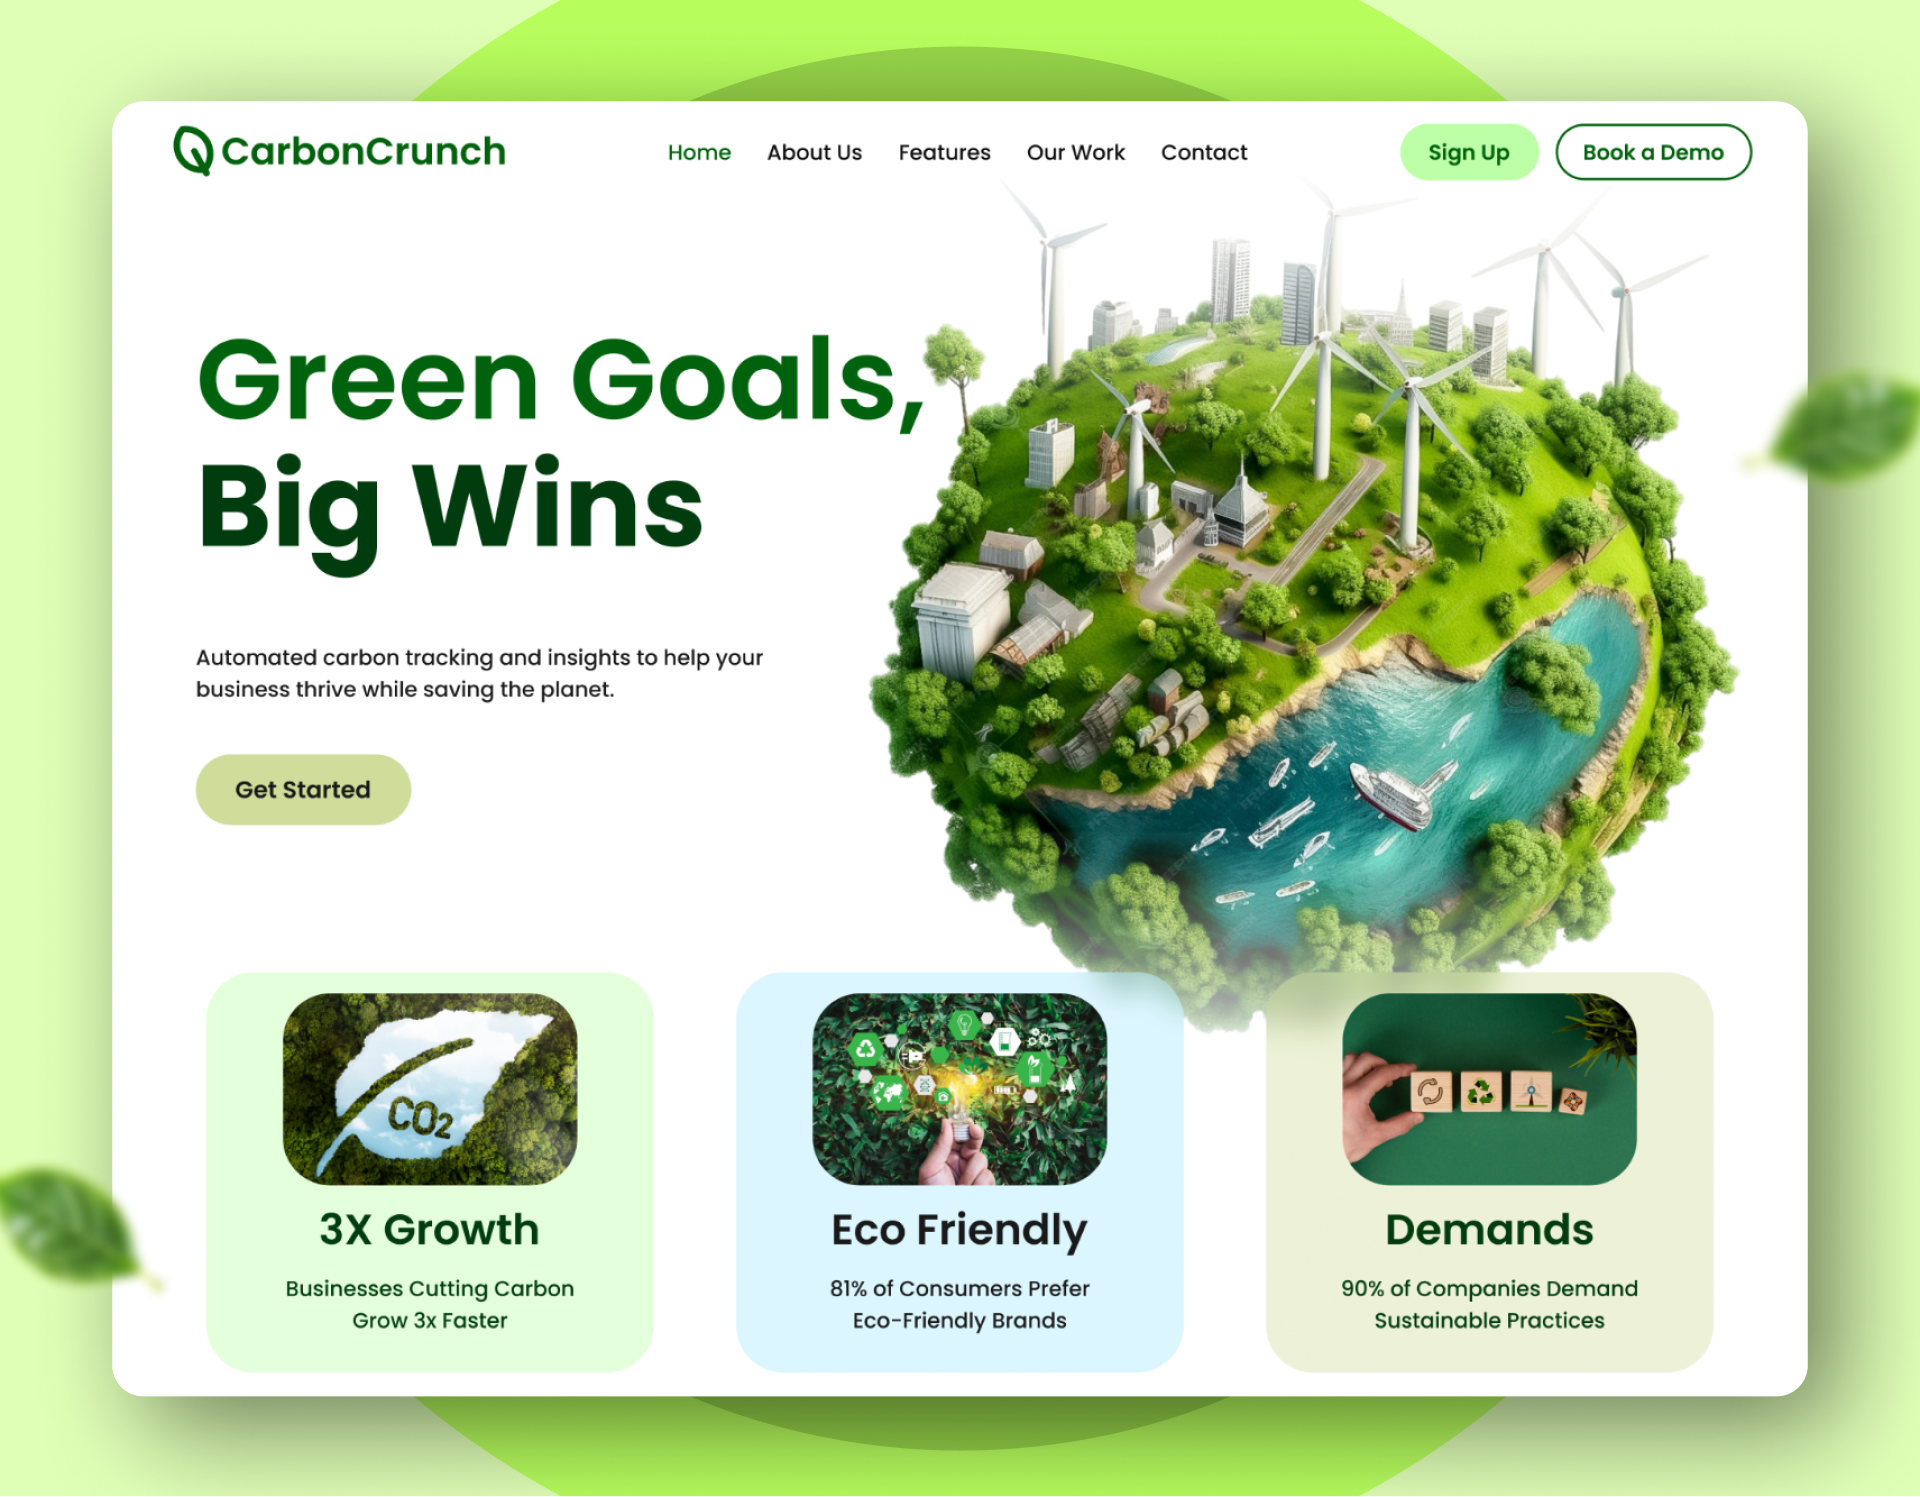 CarbonCrunch
Home About Us Features Our Work Contact
Sign Up Book a Demo
Green Goals,
Big Wins
Automated carbon tracking and insights to help your
business thrive while saving the planet.
Get Started
CO2
3X Growth
Businesses Cutting Carbon
Grow 3x Faster
Eco Friendly
81% of Consumers Prefer
Eco-Friendly Brands
Demands
90% of Companies Demand
Sustainable Practices